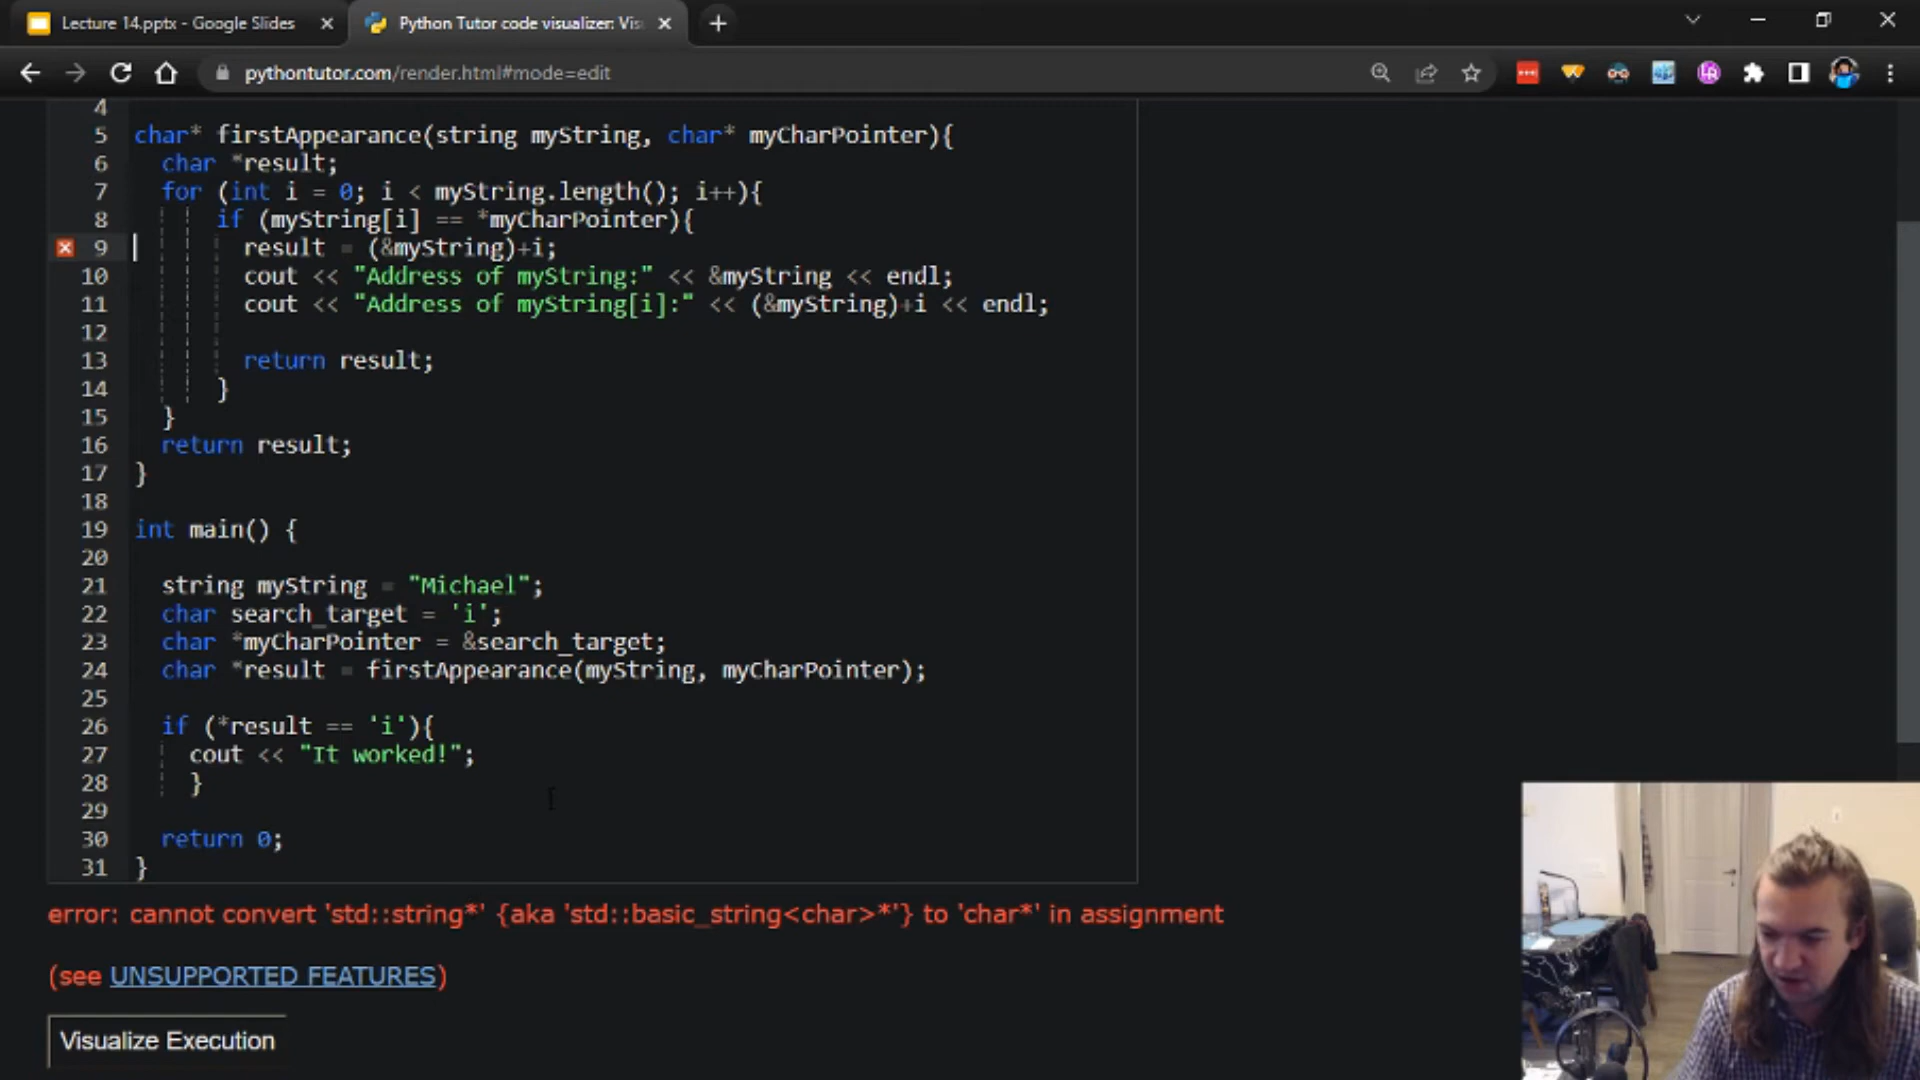 Lecture 14.pptx - Google Slides
Python Tutor code visualizer: Vis
pythontutor.com/render.html#mode=edit
4
5 char* firstAppearance(string myString, char* myCharPointer){
6 char *result;
7 for (int i = 0; i < myString.length(); i++){
8 if (myString[i] == *myCharPointer){
9 result = (&myString)+i;
10 cout << "Address of myString:" << &myString << endl;
11 cout << "Address of myString[i]:" << (&myString)+i << endl;
12
13 return result;
14 }
15 }
16 return result;
17 }
18
19 int main() {
20
21 string myString = "Michael";
22 char search_target = 'i';
23 char *myCharPointer = &search_target;
24 char *result = firstAppearance(myString, myCharPointer);
25
26 if (*result == 'i'){
27 cout << "It worked!";
28 }
29
30 return 0;
31 }
error: cannot convert 'std::string*' {aka 'std::basic_string<char>*'} to 'char*' in assignment
(see UNSUPPORTED FEATURES)
Visualize Execution